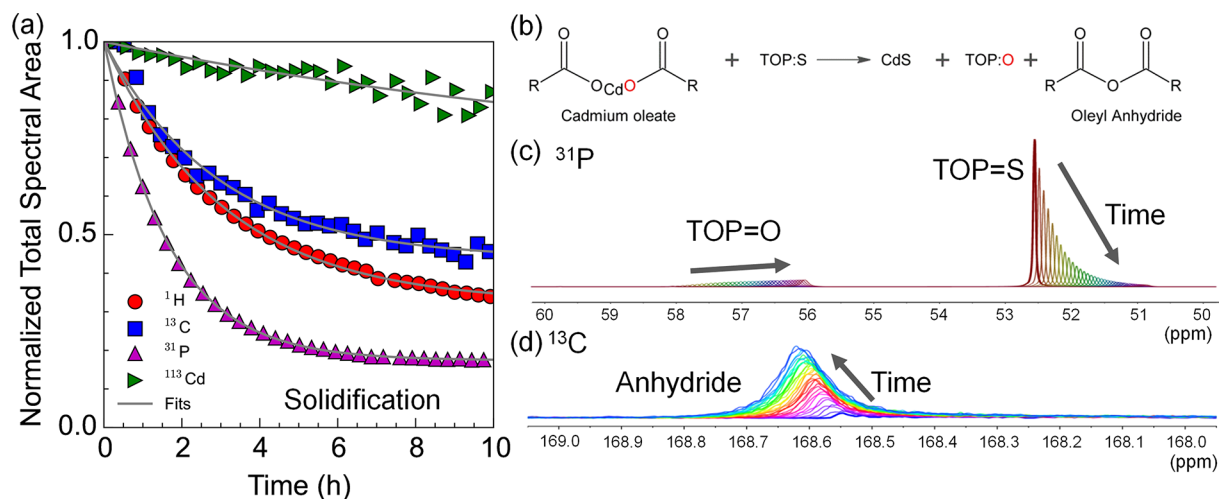 (a)
Normalized Total Spectral Area
1.0
0.5
0.0
0 2 4 6 8 10
Time (h)
¹H
¹³C
³¹P
¹¹³Cd
Fits
Solidification
(b)
O O O O
R OCdO R + TOP:S → CdS + TOP:O + R O R
Cadmium oleate Oleyl Anhydride
(c) ³¹P
TOP=S
Time
TOP=O
60 59 58 57 56 55 54 53 52 51 50
(ppm)
(d) ¹³C
Anhydride
Time
169.0 168.9 168.8 168.7 168.6 168.5 168.4 168.3 168.2 168.1 168.0
(ppm)